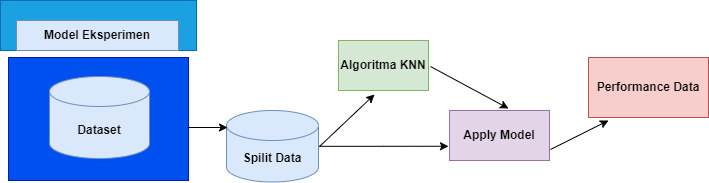 Model Eksperimen
Dataset
Spilit Data
Algoritma KNN
Apply Model
Performance Data